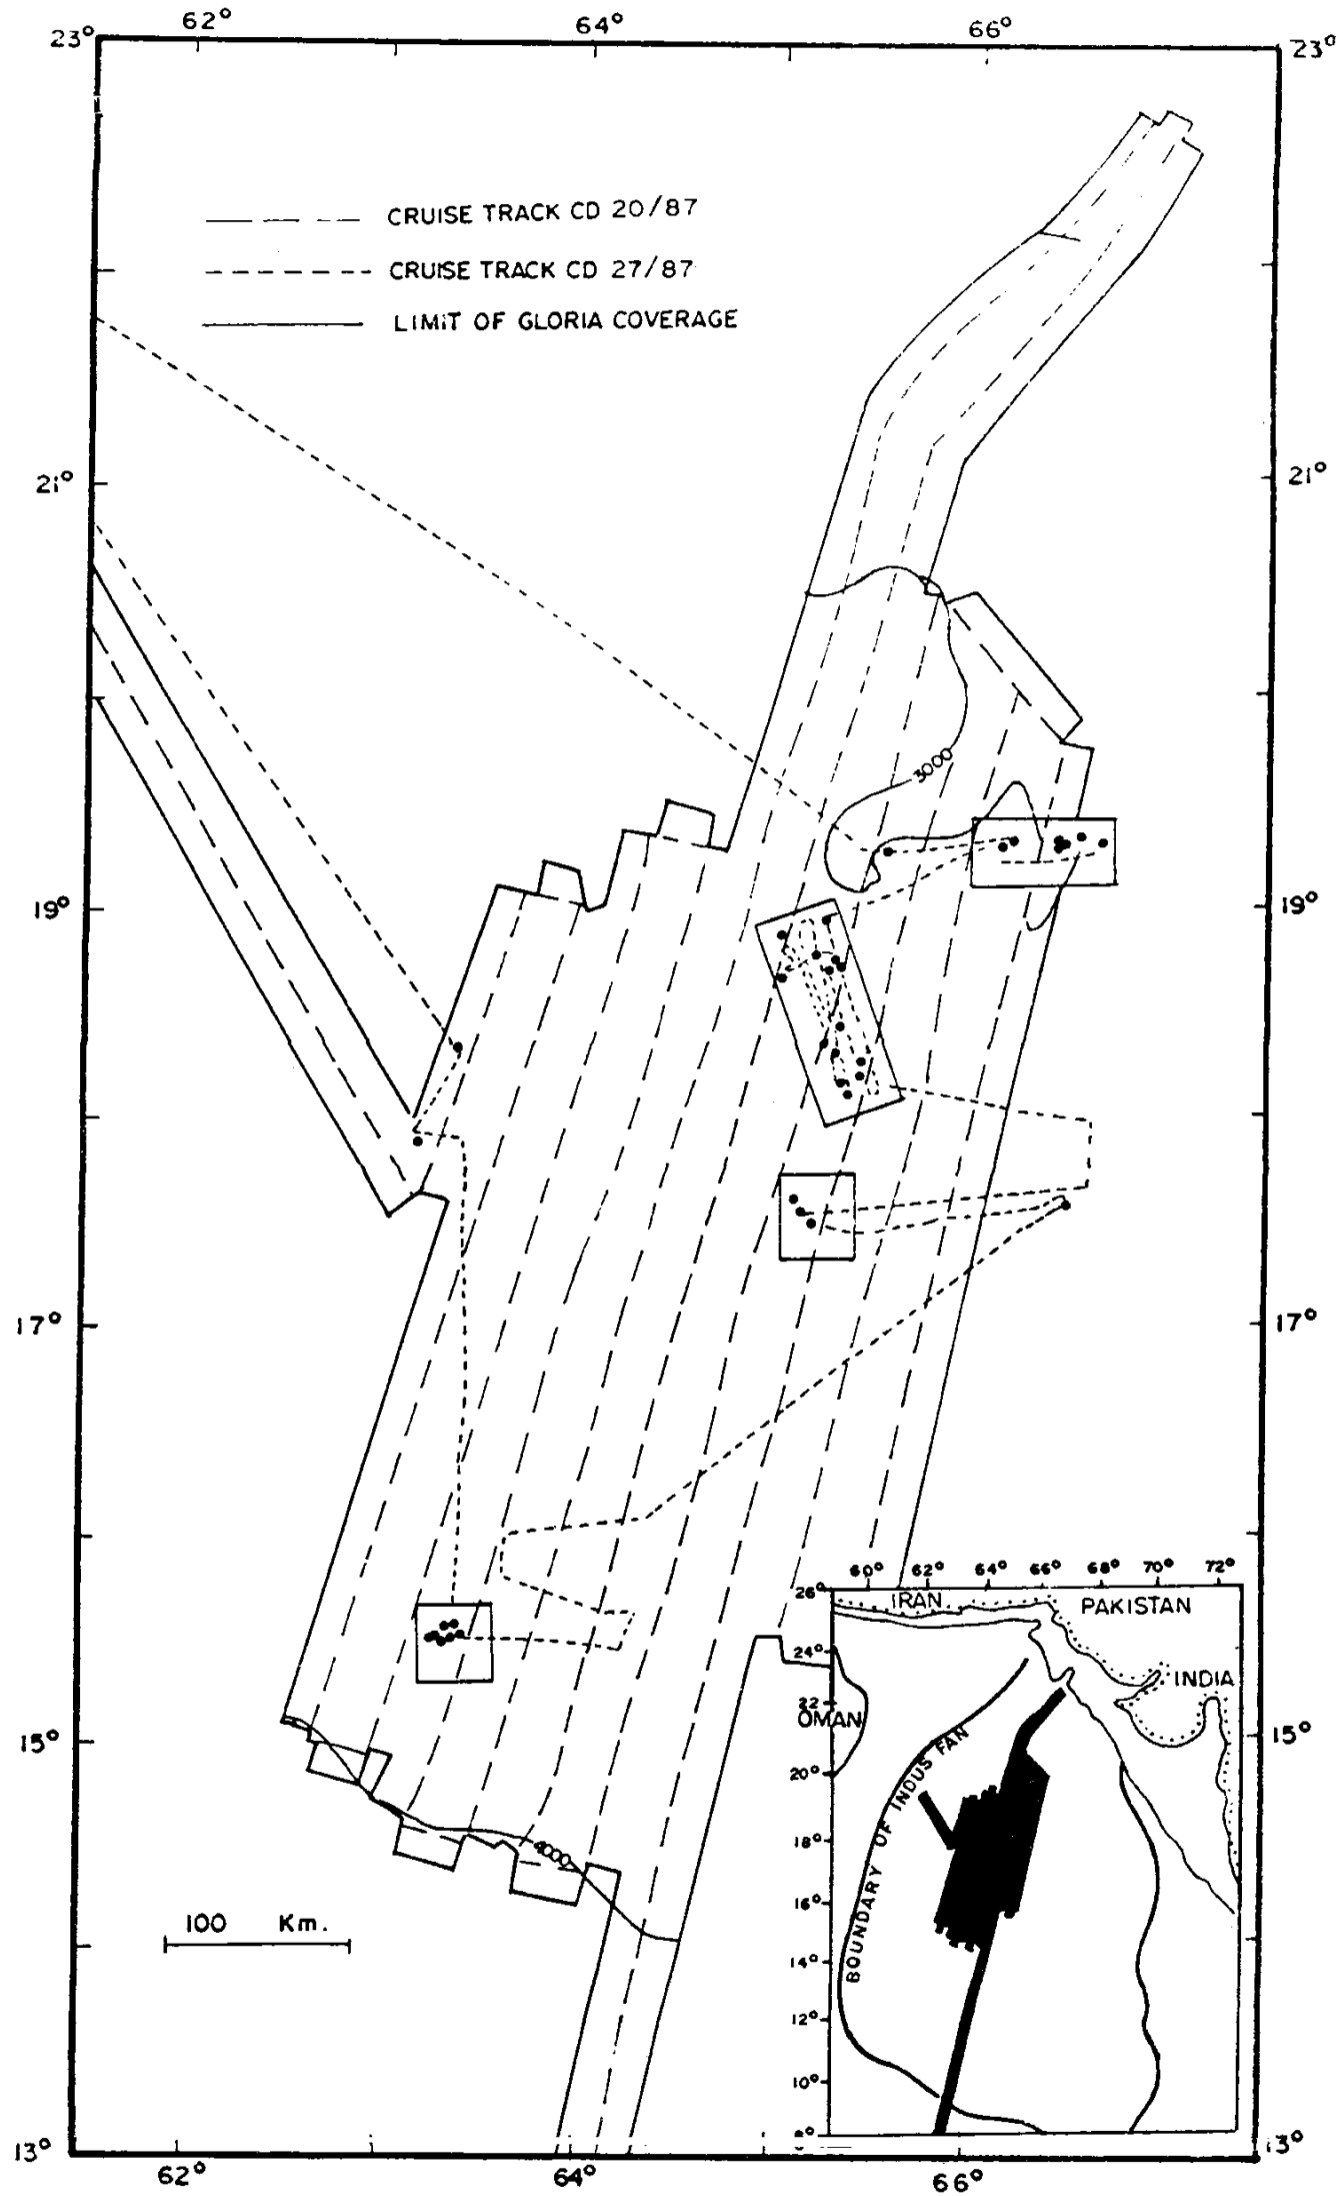 62° 64° 66°
23° 23°
CRUISE TRACK CD 20/87
CRUISE TRACK CD 27/87
LIMIT OF GLORIA COVERAGE
21° 21°
3000
19° 19°
17° 17°
60° 62° 64° 66° 68° 70° 72°
26°
IRAN PAKISTAN
24°
INDIA
22
OMAN
15° 15°
20°
BOUNDARY OF INDUS FAN
18°
4000
16°
100 Km.
14°
12°
10°
8°
13° 13°
62° 64° 66°